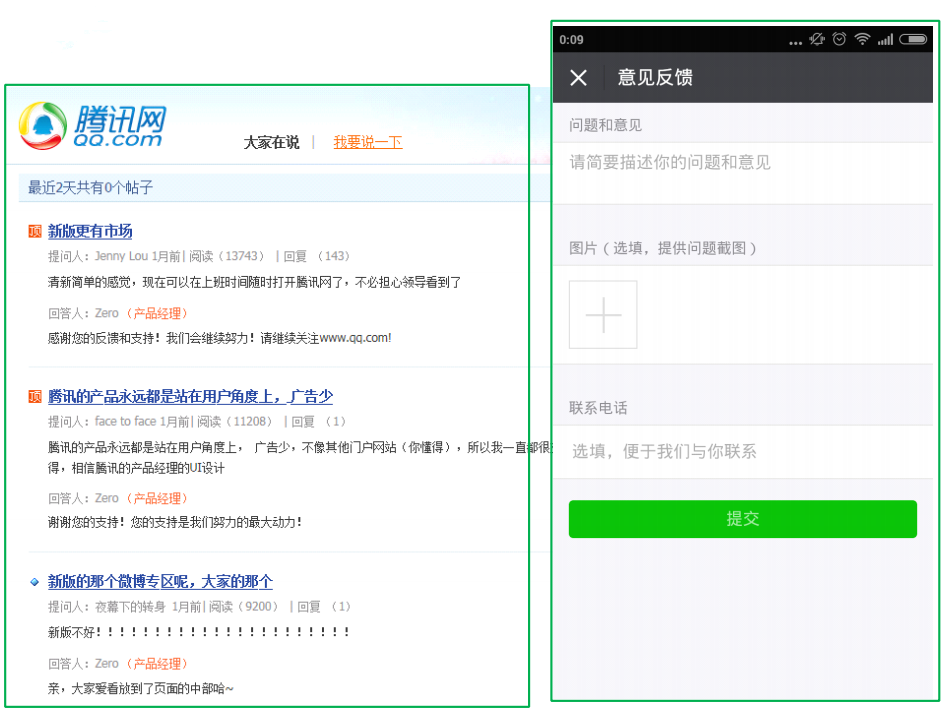 腾讯网
QQ.com
大家在说 | 我要说一下
最近2天共有0个帖子
顶 新版更有市场
提问人：Jenny Lou 1月前| 阅读（13743） | 回复 （143）
清新简单的感觉，现在可以在上班时间随时打开腾讯网了，不必担心领导看到了
回答人：Zero （产品经理）
感谢您的反馈和支持！我们会继续努力！请继续关注www.qq.com!
顶 腾讯的产品永远都是站在用户角度上，广告少
提问人：face to face 1月前| 阅读（11208） | 回复 （1）
腾讯的产品永远都是站在用户角度上， 广告少，不像其他门户网站（你懂得），所以我一直都很
得，相信腾讯的产品经理的UI设计
回答人：Zero （产品经理）
谢谢您的支持！您的支持是我们努力的最大动力！
新版的那个微博专区呢，大家的那个
提问人：夜幕下的转身 1月前| 阅读（9200） | 回复 （1）
新版不好！！！！！！！！！！！！！！！！！！！！！！
回答人：Zero （产品经理）
亲，大家爱看放到了页面的中部哈~
0:09
意见反馈
问题和意见
请简要描述你的问题和意见
图片（选填，提供问题截图）
联系电话
选填，便于我们与你联系
提交